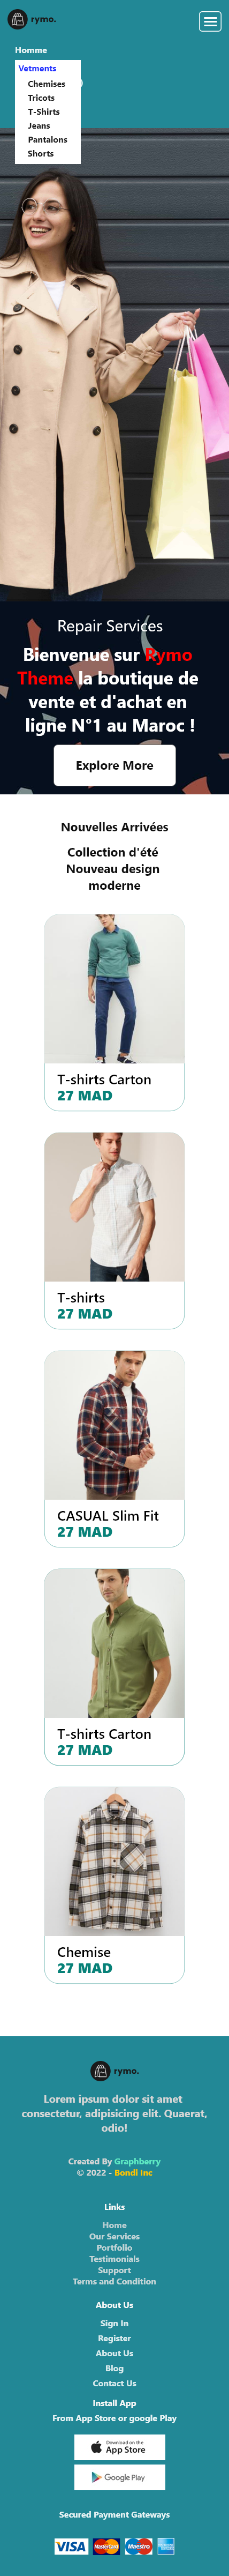 rymo.
Homme
Vetments
Chemises
Tricots
T-Shirts
Jeans
Pantalons
Shorts
Repair Services
Bienvenue sur Rymo
Theme la boutique de
vente et d'achat en
ligne N°1 au Maroc !
Explore More
Nouvelles Arrivées
Collection d'été
Nouveau design
moderne
T-shirts Carton
27 MAD
T-shirts
27 MAD
CASUAL Slim Fit
27 MAD
T-shirts Carton
27 MAD
Chemise
27 MAD
rymo.
Lorem ipsum dolor sit amet
consectetur, adipisicing elit. Quaerat,
odio!
Created By Graphberry
© 2022 - Bondi Inc
Links
Home
Our Services
Portfolio
Testimonials
Support
Terms and Condition
About Us
Sign In
Register
About Us
Blog
Contact Us
Install App
From App Store or google Play
Download on the
App Store
Google Play
Secured Payment Gateways
VISA MasterCard Maestro